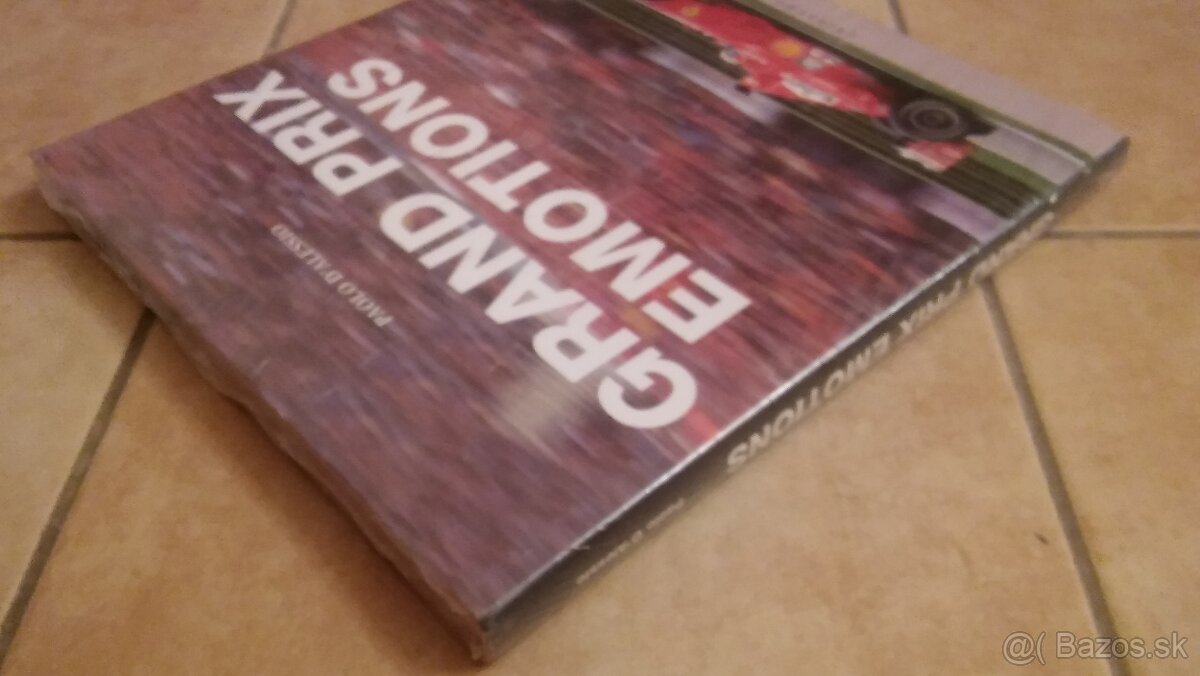 PAOLO D'ALESSIO
GRAND PRIX
EMOTIONS
GRAND PRIX EMOTIONS
@( Bazos.sk